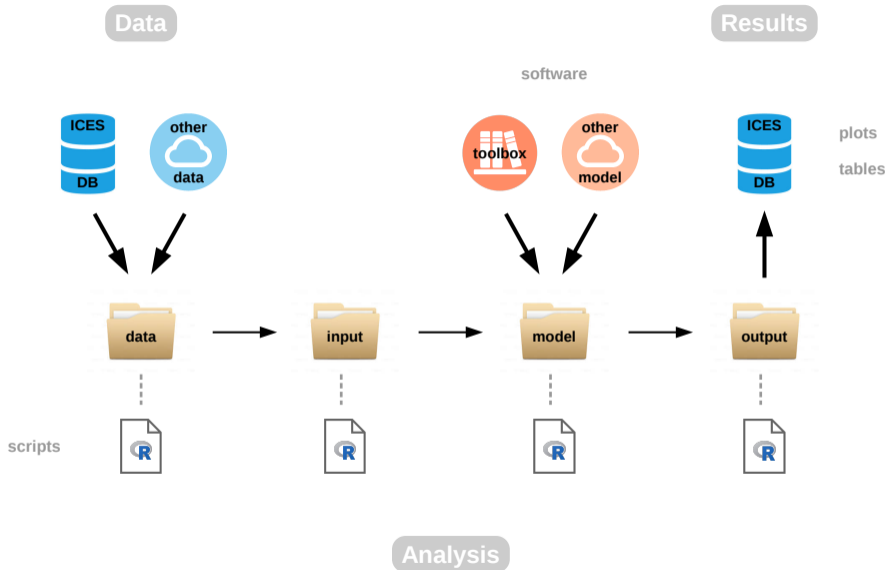 Data
Results
software
ICES
DB
other
data
toolbox
other
model
ICES
DB
plots
tables
data
input
model
output
scripts
R
R
R
R
Analysis